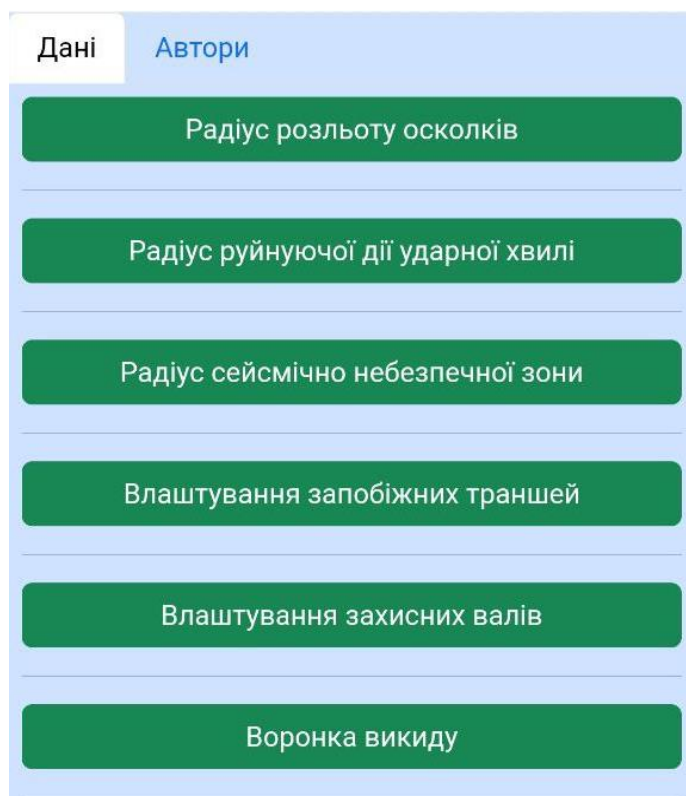 Дані
Автори
Радіус розльоту осколків
Радіус руйнуючої дії ударної хвилі
Радіус сейсмічно небезпечної зони
Влаштування запобіжних траншей
Влаштування захисних валів
Воронка викиду